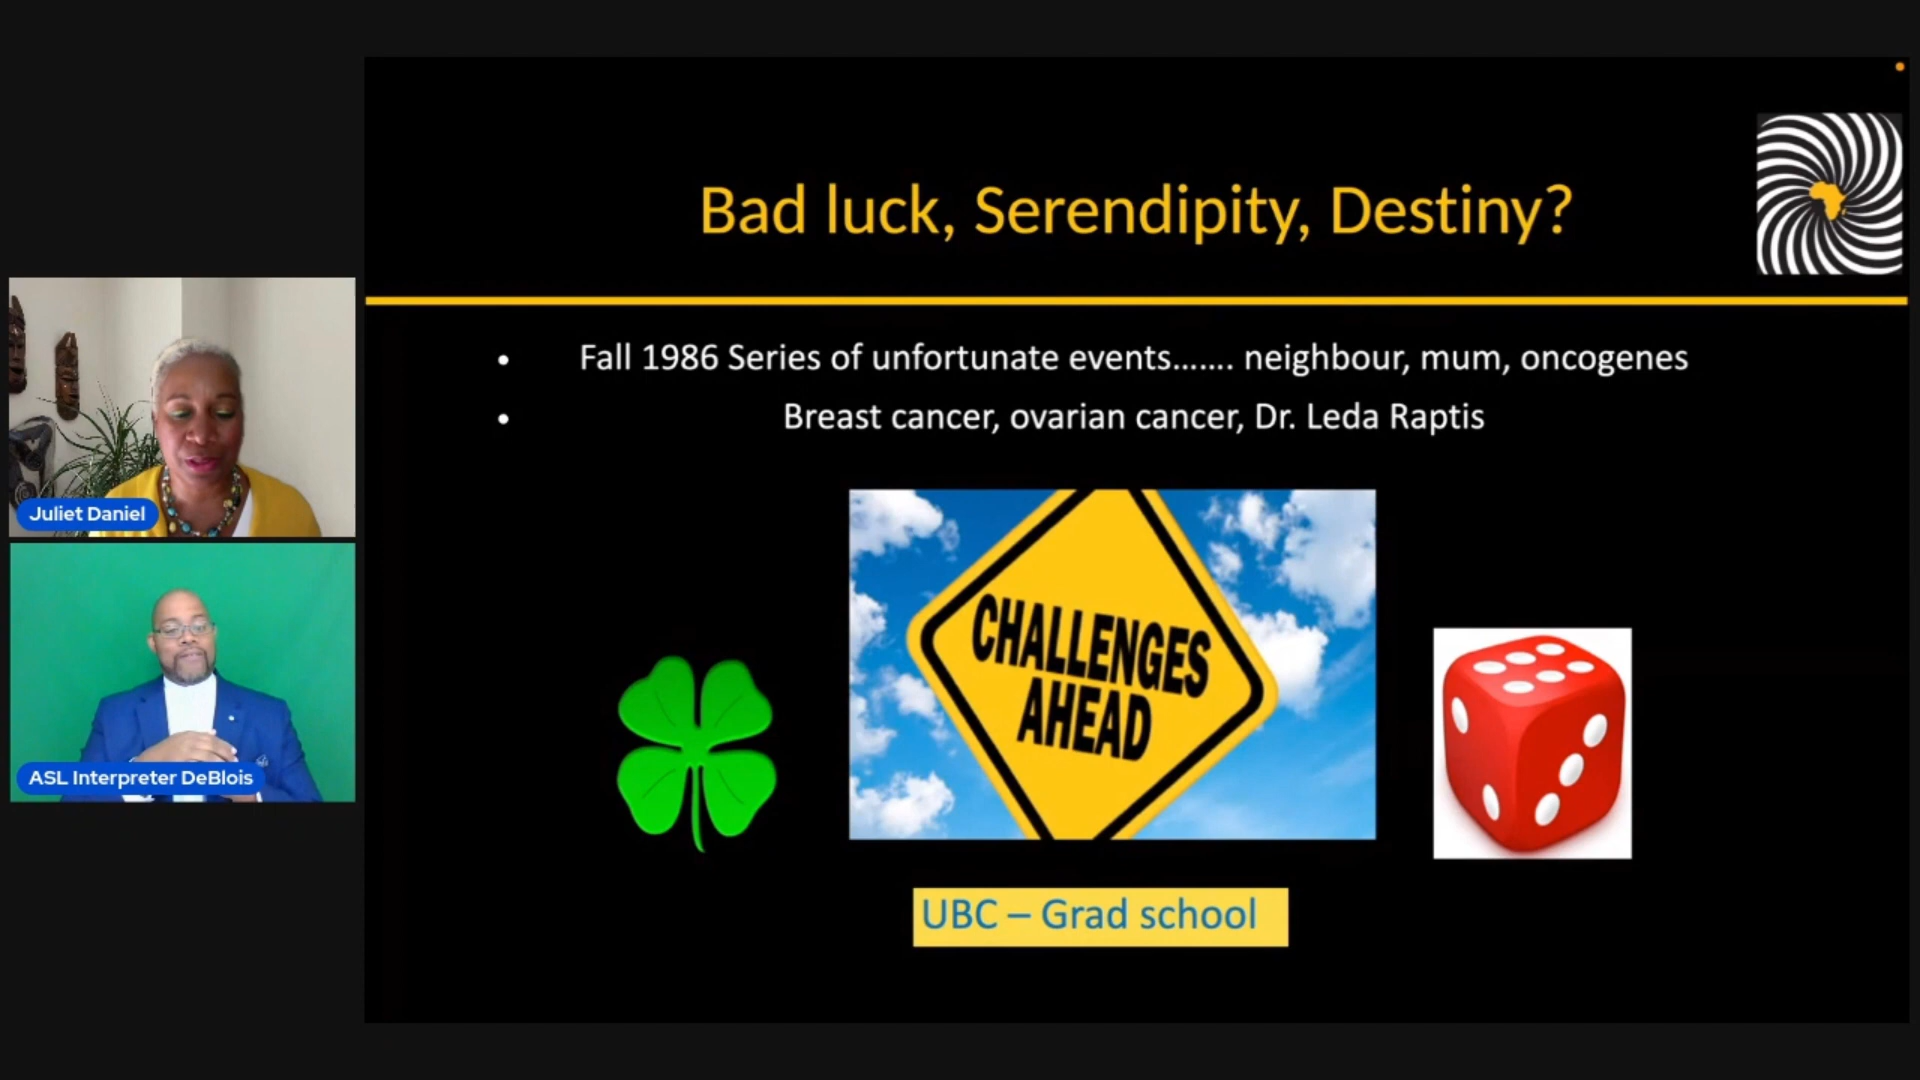 Bad luck, Serendipity, Destiny?
• Fall 1986 Series of unfortunate events....... neighbour, mum, oncogenes
• Breast cancer, ovarian cancer, Dr. Leda Raptis
CHALLENGES
AHEAD
UBC – Grad school
Juliet Daniel
ASL Interpreter DeBlois